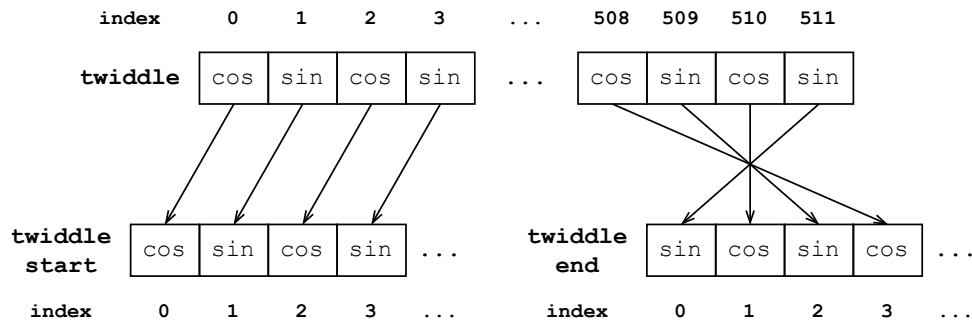 index 0 1 2 3 ... 508 509 510 511
twiddle cos sin cos sin ... cos sin cos sin
twiddle start cos sin cos sin ... twiddle end sin cos sin cos ...
index 0 1 2 3 ... index 0 1 2 3 ...